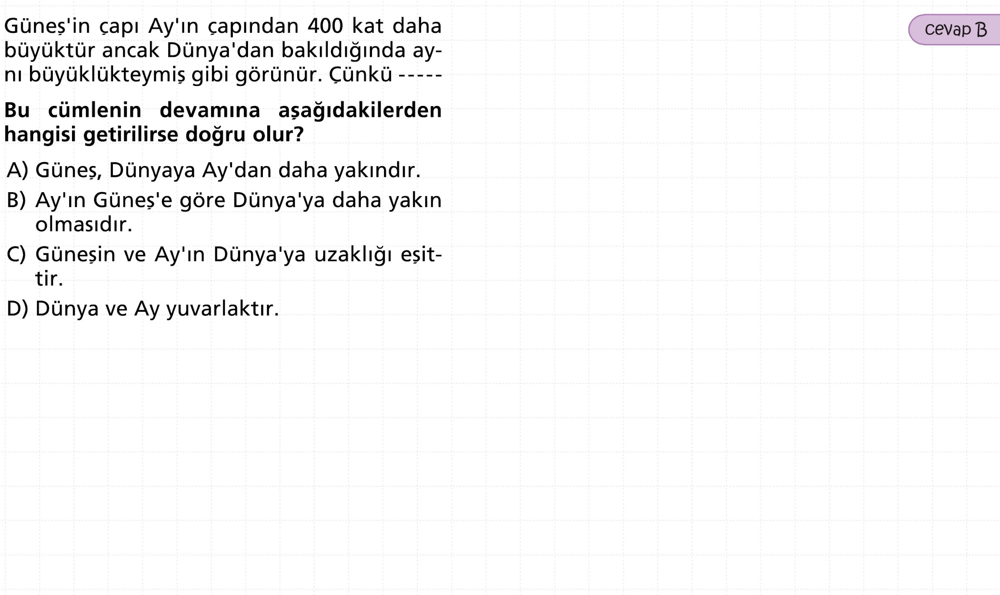 Güneş'in çapı Ay'ın çapından 400 kat daha
büyüktür ancak Dünya'dan bakıldığında ay-
nı büyüklükteymiş gibi görünür. Çünkü -----
Bu cümlenin devamına aşağıdakilerden
hangisi getirilirse doğru olur?
A) Güneş, Dünyaya Ay'dan daha yakındır.
B) Ay'ın Güneş'e göre Dünya'ya daha yakın
olmasıdır.
C) Güneşin ve Ay'ın Dünya'ya uzaklığı eşit-
tir.
D) Dünya ve Ay yuvarlaktır.
cevap B